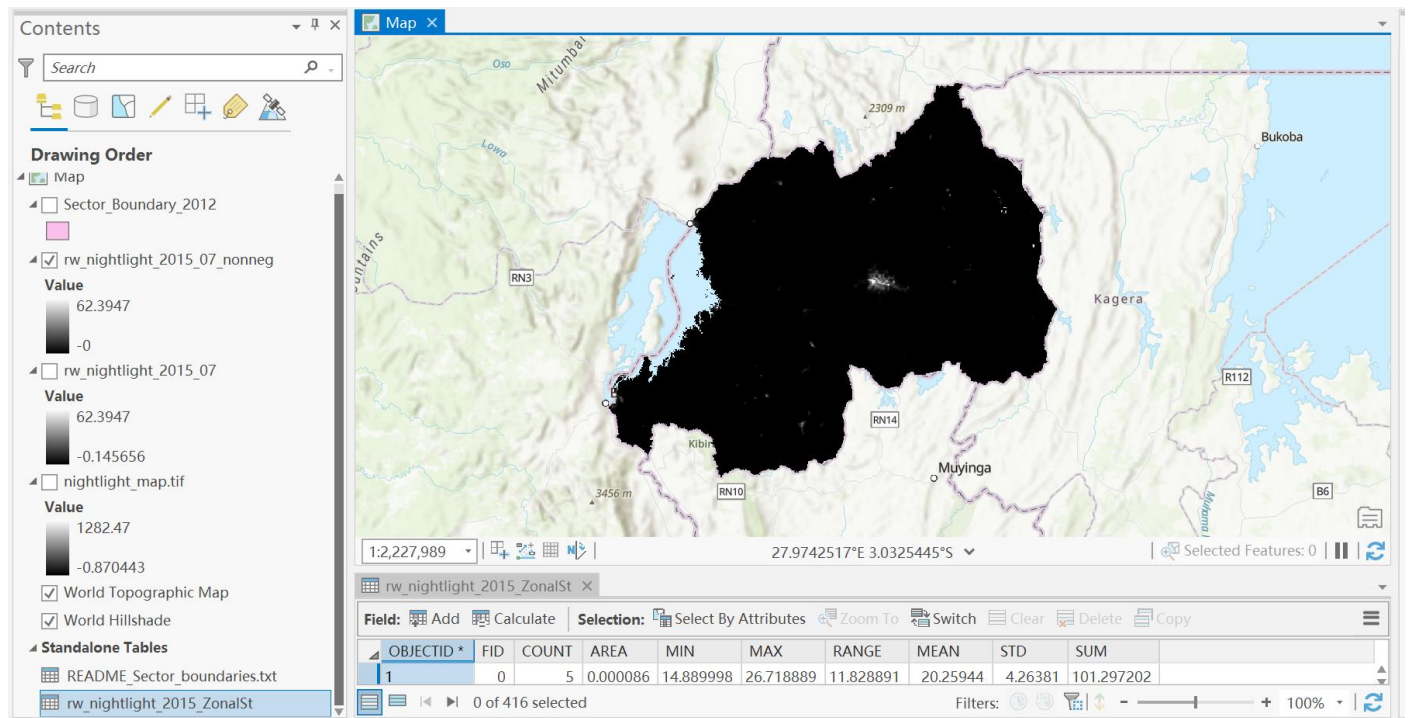 Contents
Search
Drawing Order
Map
Sector_Boundary_2012
rw_nightlight_2015_07_nonneg
Value
62.3947
-0
rw_nightlight_2015_07
Value
62.3947
-0.145656
nightlight_map.tif
Value
1282.47
-0.870443
World Topographic Map
World Hillshade
Standalone Tables
README_Sector_boundaries.txt
rw_nightlight_2015_ZonalSt
Map
Oso
Mitumbar
Lowa
2309 m
Bukoba
RN3
Kagera
R112
RN14
Muyinga
3456 m
RN10
B6
1:2,227,989
27.9742517°E 3.0325445°S
Selected Features: 0
rw_nightlight_2015_ZonalSt
Field: Add Calculate Selection: Select By Attributes Zoom To Switch Clear Delete Copy
OBJECTID * FID COUNT AREA MIN MAX RANGE MEAN STD SUM
1 0 5 0.000086 14.889998 26.718889 11.828891 20.25944 4.26381 101.297202
0 of 416 selected
Filters:
- + 100%